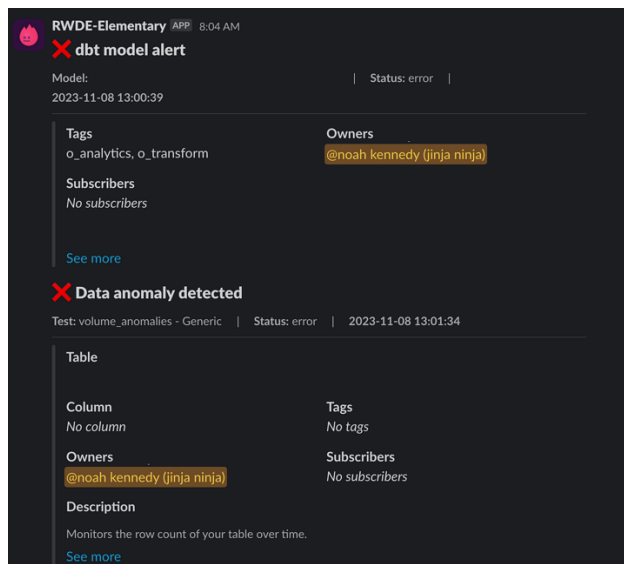 RWDE-Elementary APP 8:04 AM
❌ dbt model alert
Model: | Status: error |
2023-11-08 13:00:39
Tags Owners
o_analytics, o_transform @noah kennedy (jinja ninja)
Subscribers
No subscribers
See more
❌ Data anomaly detected
Test: volume_anomalies - Generic | Status: error | 2023-11-08 13:01:34
Table
Column Tags
No column No tags
Owners Subscribers
@noah kennedy (jinja ninja) No subscribers
Description
Monitors the row count of your table over time.
See more